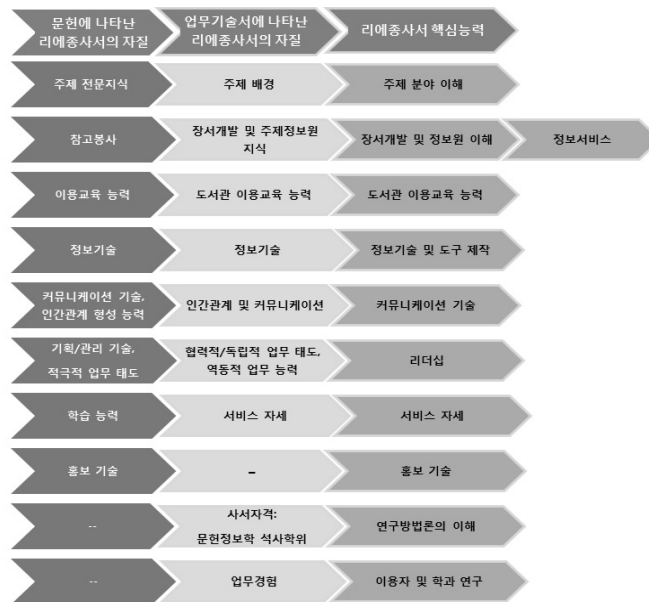 문헌에 나타난
리에종사서의 자질
업무기술서에 나타난
리에종사서의 자질
리에종사서 핵심능력
주제 전문지식
주제 배경
주제 분야 이해
참고봉사
장서개발 및 주제정보원
지식
장서개발 및 정보원 이해
정보서비스
이용교육 능력
도서관 이용교육 능력
도서관 이용교육 능력
정보기술
정보기술
정보기술 및 도구 제작
커뮤니케이션 기술,
인간관계 형성 능력
인간관계 및 커뮤니케이션
커뮤니케이션 기술
기획/관리 기술,
적극적 업무 태도
협력적/독립적 업무 태도,
역동적 업무 능력
리더십
학습 능력
서비스 자세
서비스 자세
홍보 기술
–
홍보 기술
--
사서자격:
문헌정보학 석사학위
연구방법론의 이해
--
업무경험
이용자 및 학과 연구